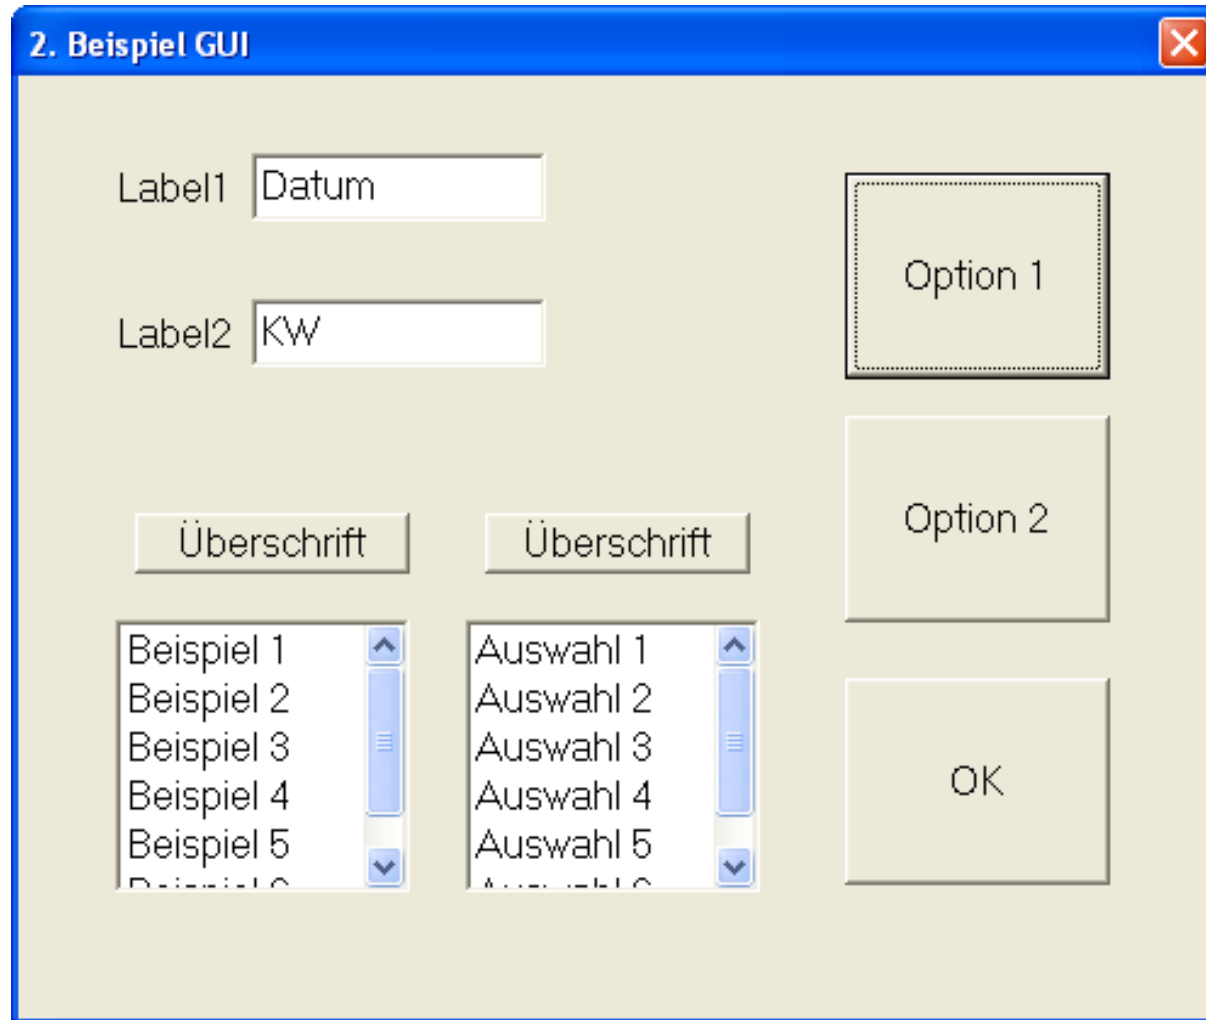 2. Beispiel GUI
Label1 Datum
Label2 KW
Option 1
Option 2
OK
Überschrift
Beispiel 1
Beispiel 2
Beispiel 3
Beispiel 4
Beispiel 5
Überschrift
Auswahl 1
Auswahl 2
Auswahl 3
Auswahl 4
Auswahl 5